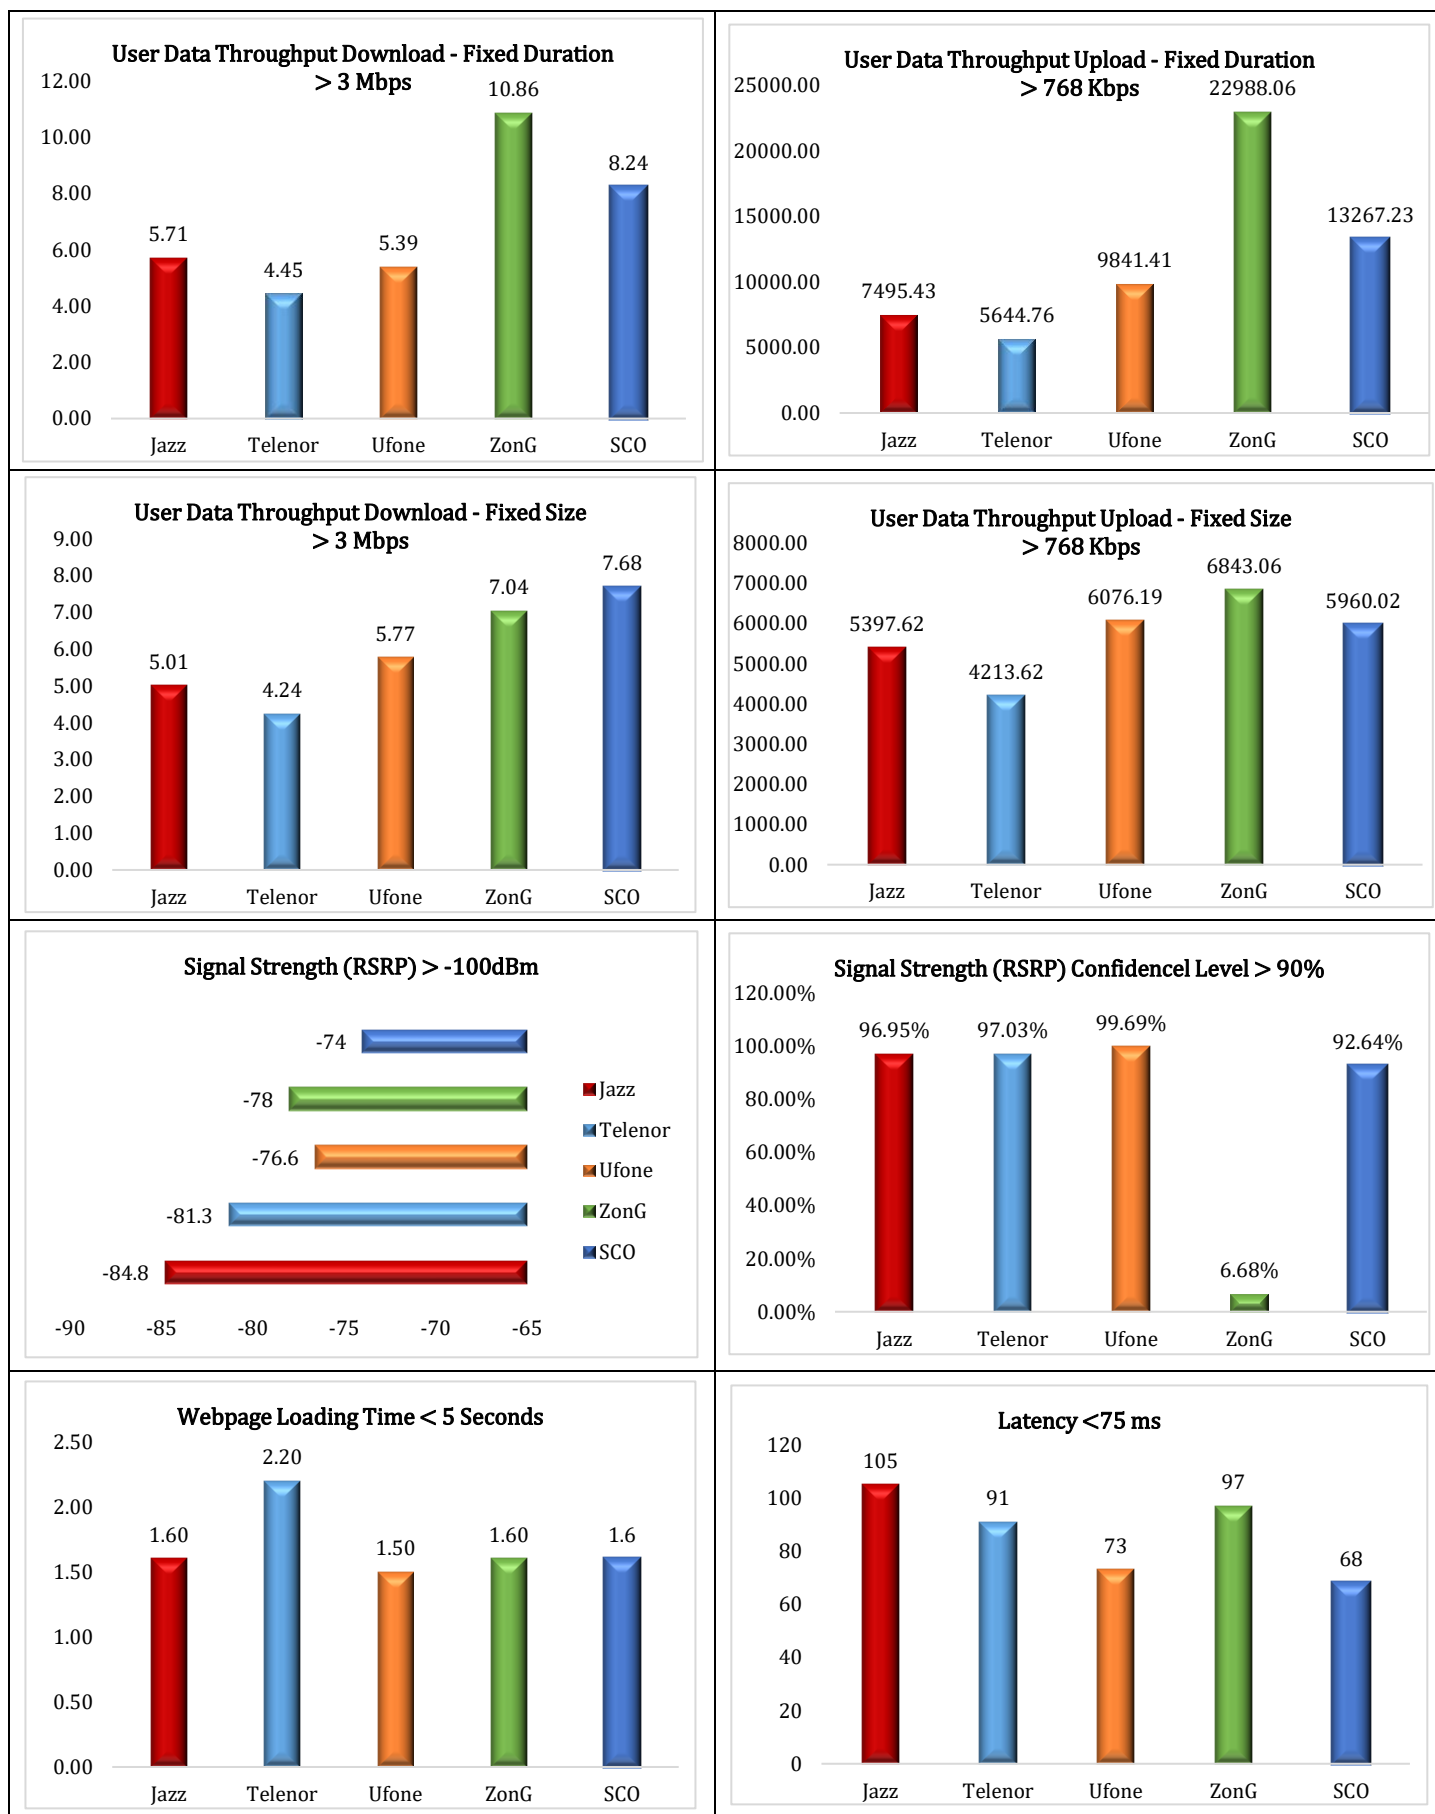 User Data Throughput Download - Fixed Duration
> 3 Mbps
12.00
10.00
8.00
6.00
4.00
2.00
0.00
5.71
4.45
5.39
10.86
8.24
Jazz
Telenor
Ufone
ZonG
SCO
User Data Throughput Upload - Fixed Duration
> 768 Kbps
25000.00
20000.00
15000.00
10000.00
5000.00
0.00
7495.43
5644.76
9841.41
22988.06
13267.23
Jazz
Telenor
Ufone
ZonG
SCO
User Data Throughput Download - Fixed Size
> 3 Mbps
9.00
8.00
7.00
6.00
5.00
4.00
3.00
2.00
1.00
0.00
5.01
4.24
5.77
7.04
7.68
Jazz
Telenor
Ufone
ZonG
SCO
User Data Throughput Upload - Fixed Size
> 768 Kbps
8000.00
7000.00
6000.00
5000.00
4000.00
3000.00
2000.00
1000.00
0.00
5397.62
4213.62
6076.19
6843.06
5960.02
Jazz
Telenor
Ufone
ZonG
SCO
Signal Strength (RSRP) > -100dBm
-74
-78
-76.6
-81.3
-84.8
-90
-85
-80
-75
-70
-65
Jazz
Telenor
Ufone
ZonG
SCO
Signal Strength (RSRP) Confidencel Level > 90%
120.00%
100.00%
80.00%
60.00%
40.00%
20.00%
0.00%
96.95%
97.03%
99.69%
6.68%
92.64%
Jazz
Telenor
Ufone
ZonG
SCO
Webpage Loading Time < 5 Seconds
2.50
2.00
1.50
1.00
0.50
0.00
1.60
2.20
1.50
1.60
1.6
Jazz
Telenor
Ufone
ZonG
SCO
Latency <75 ms
120
100
80
60
40
20
0
105
91
73
97
68
Jazz
Telenor
Ufone
ZonG
SCO